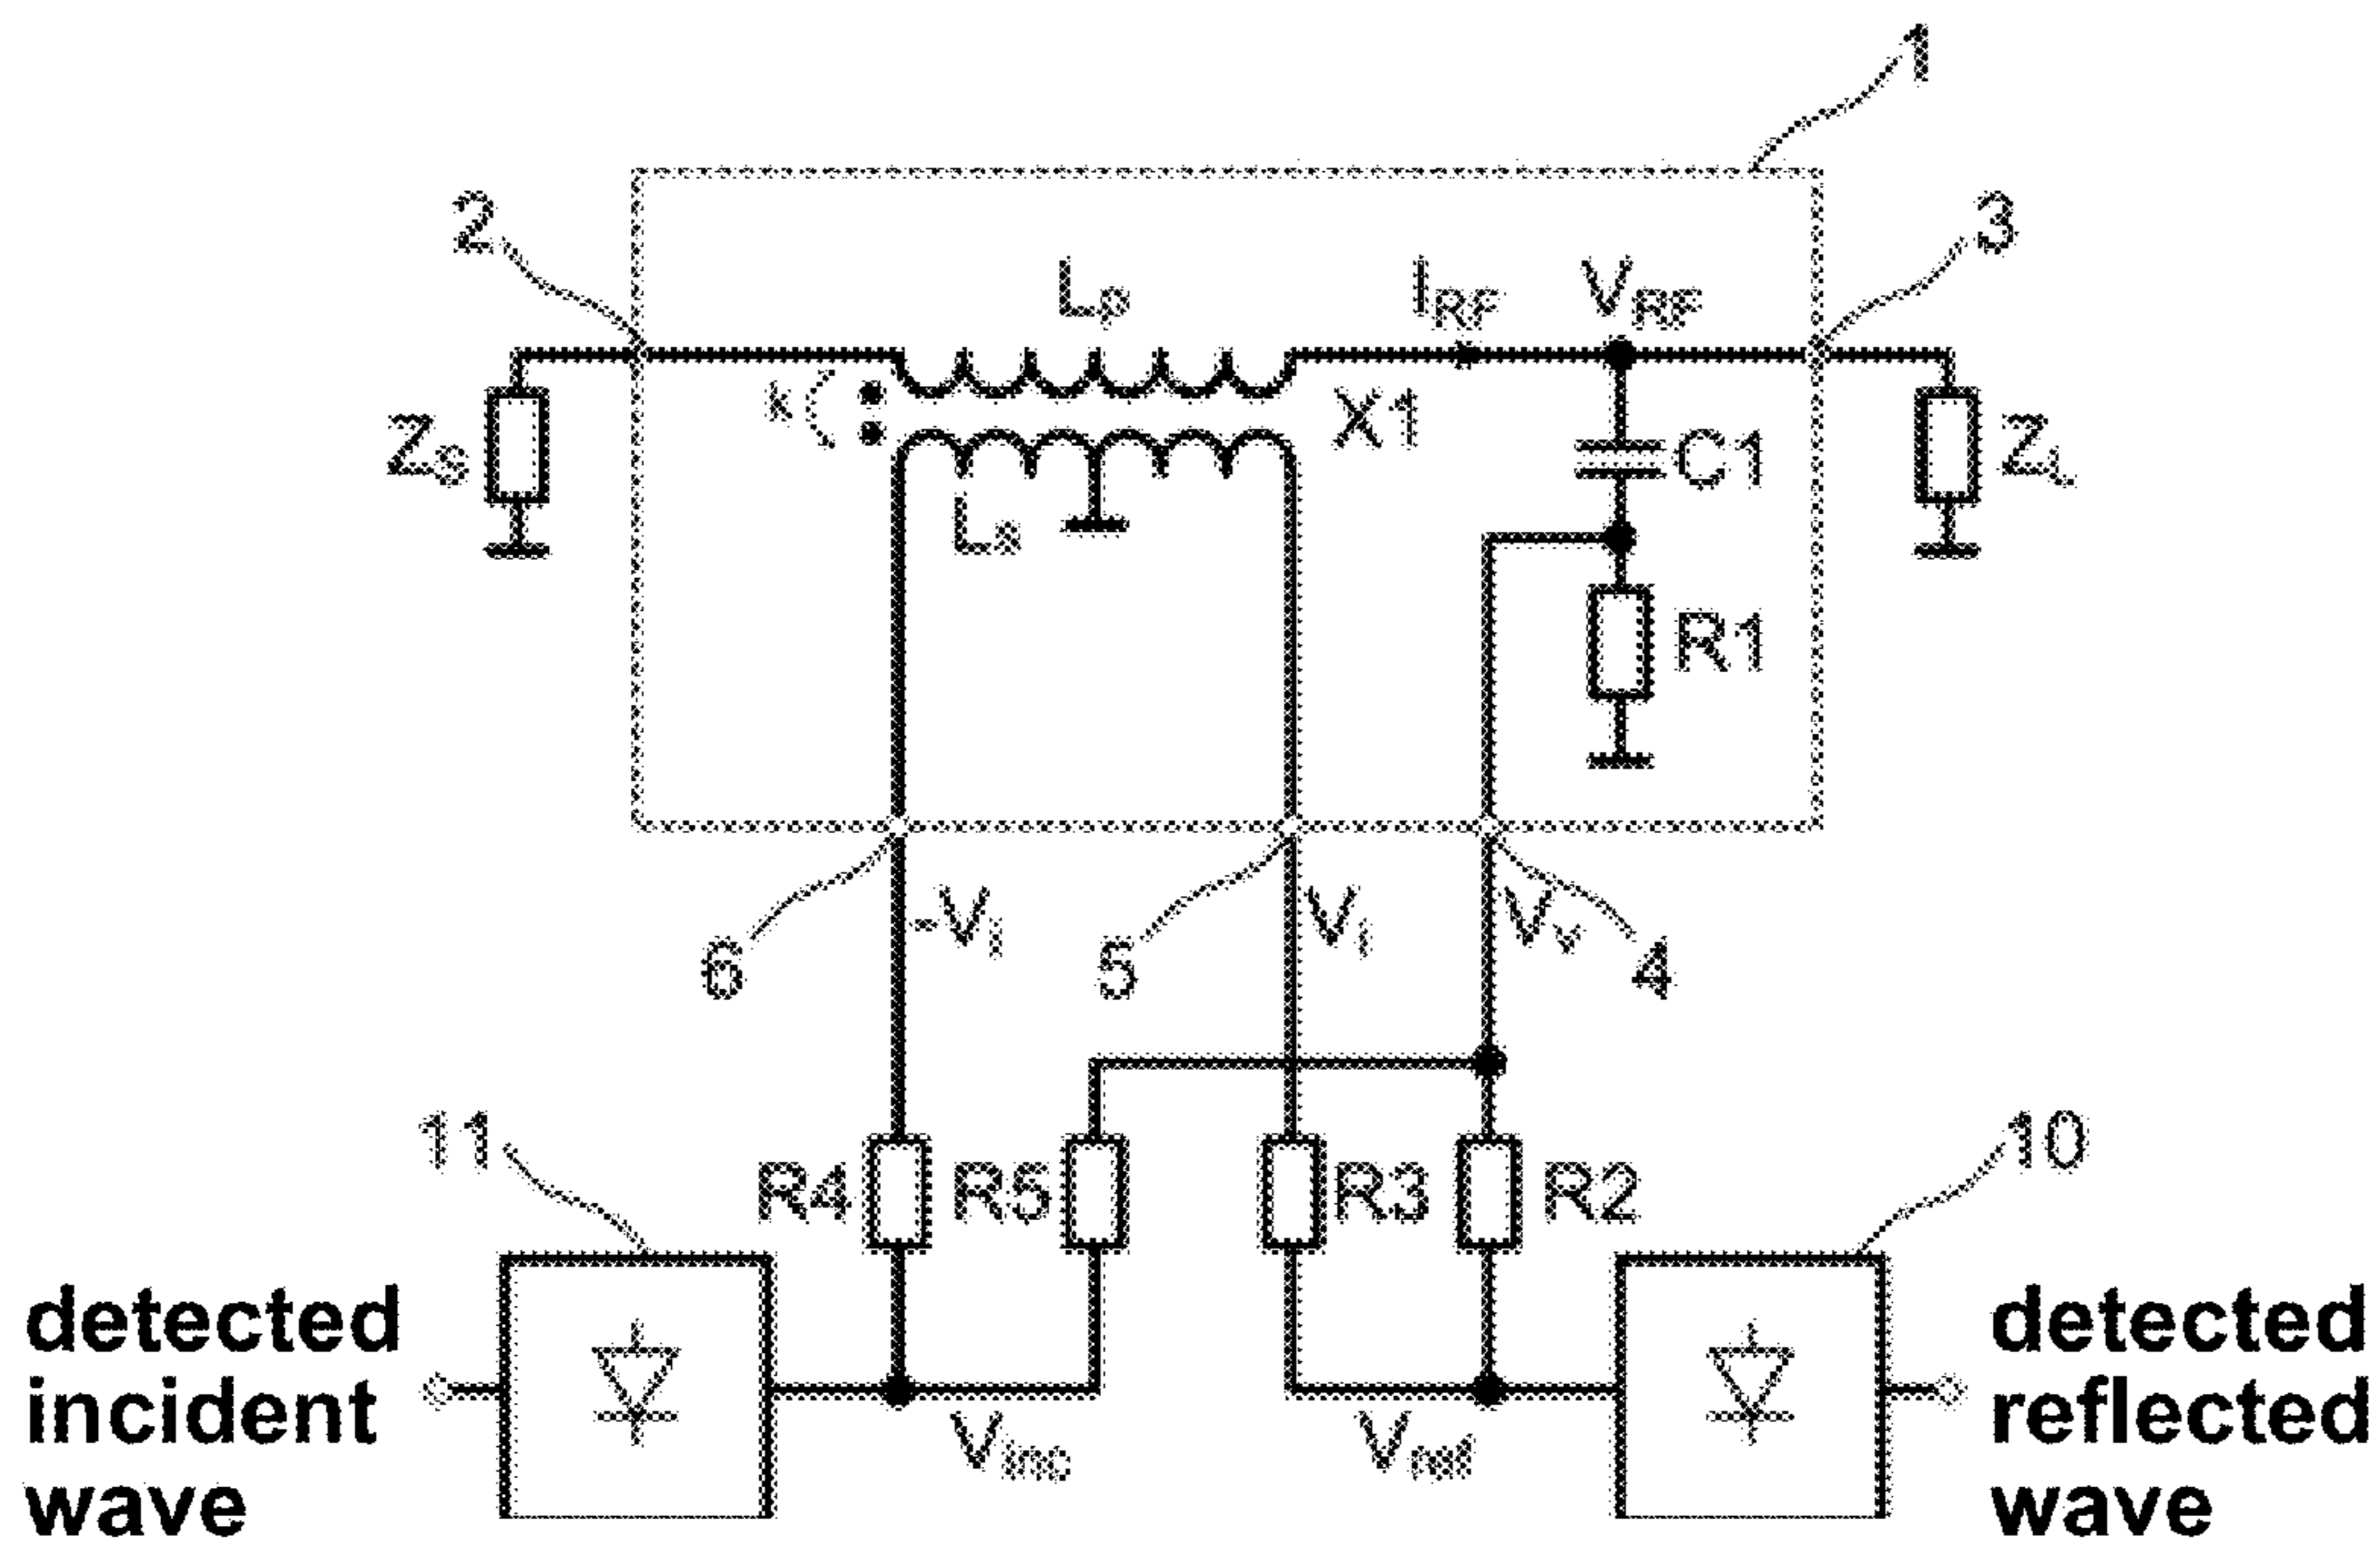 1
2
3
Lp
IRF
VRF
k
X1
ZS
C1
ZL
Ls
R1
-Vi
Vi
Vv
6
5
4
11
10
R4
R5
R3
R2
detected
incident
wave
Vinc
Vref
detected
reflected
wave